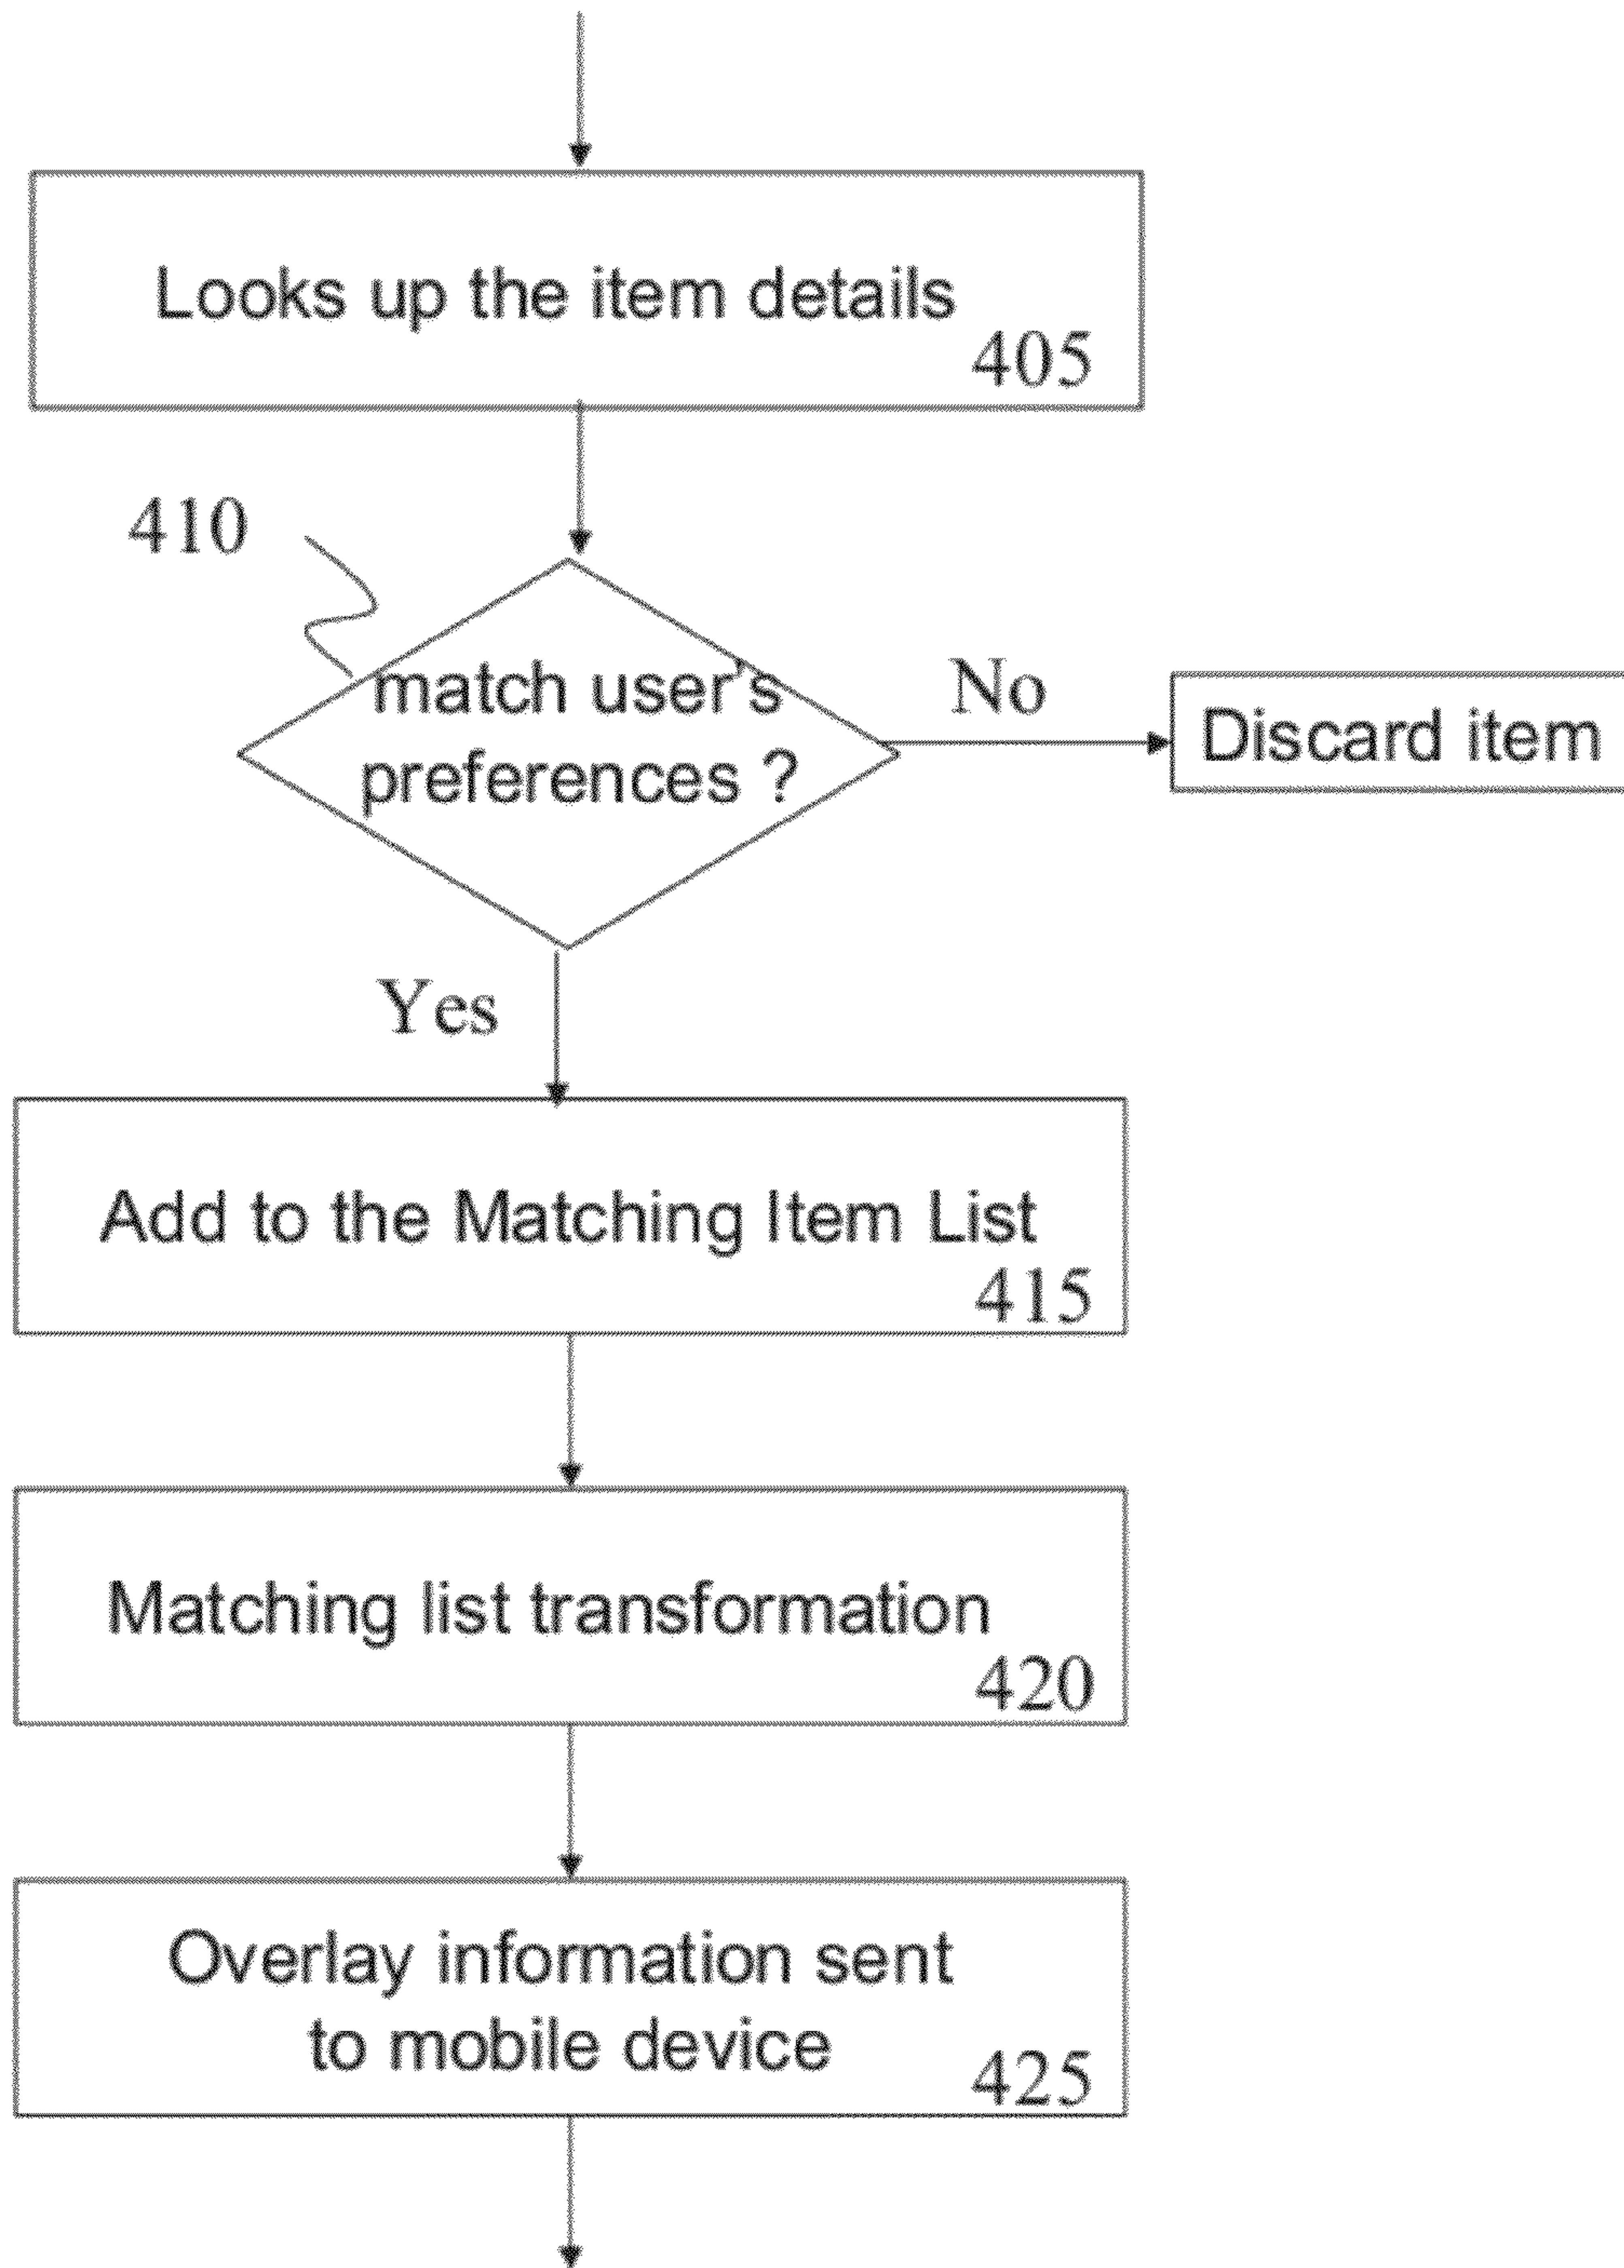 Looks up the item details
405
410
match user's
preferences ?
No
Discard item
Yes
Add to the Matching Item List
415
Matching list transformation
420
Overlay information sent
to mobile device
425